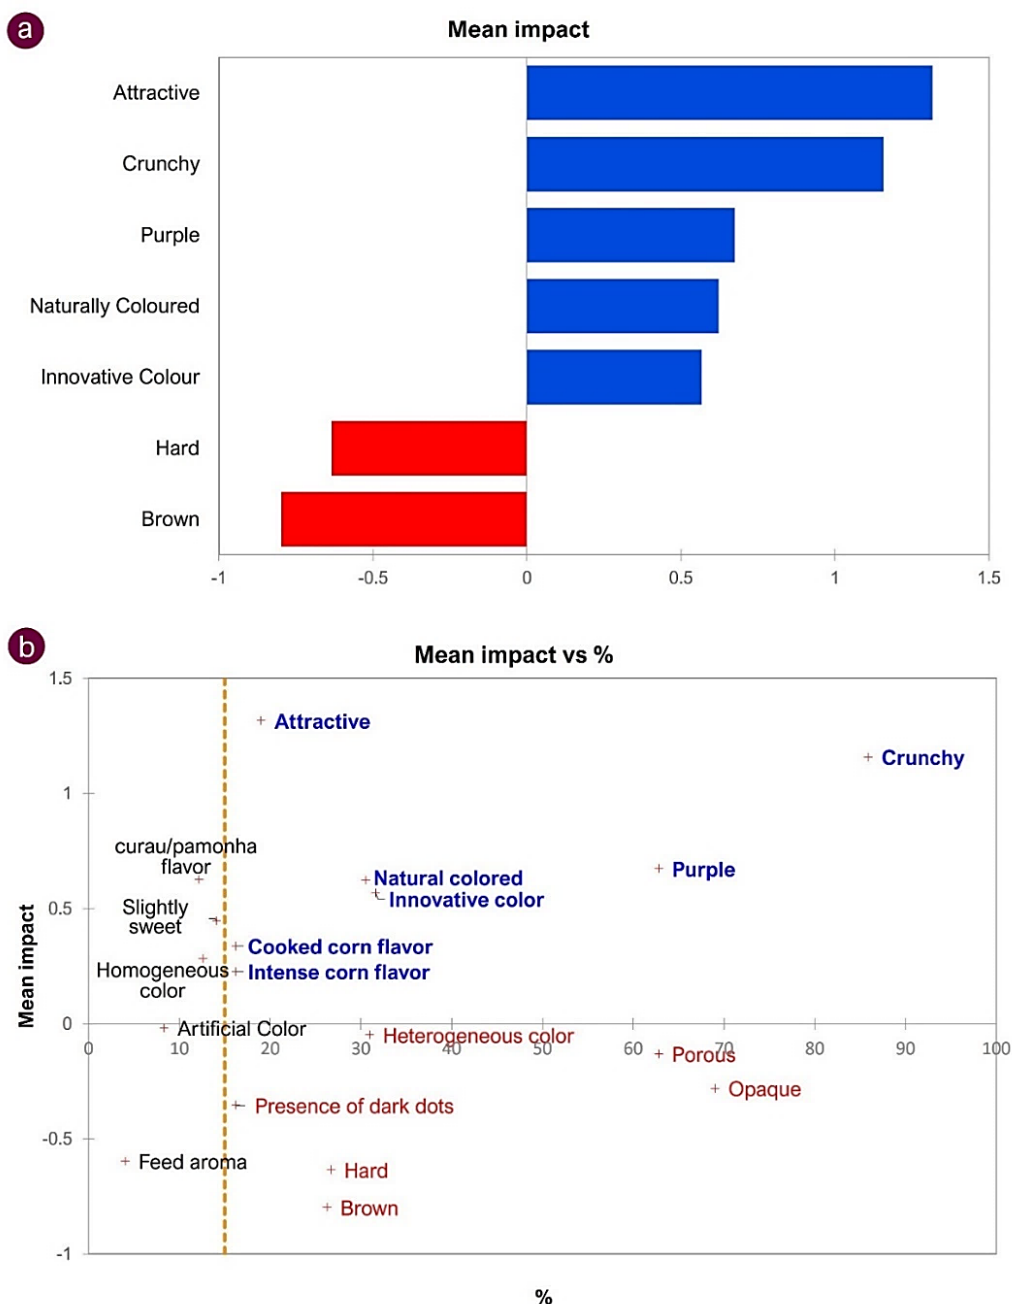 a
Mean impact
Attractive
Crunchy
Purple
Naturally Coloured
Innovative Colour
Hard
Brown
-1 -0.5 0 0.5 1 1.5
b
Mean impact vs %
1.5
Attractive
Crunchy
1
curau/pamonha
flavor
Natural colored
Purple
Innovative color
0.5
Slightly
sweet
Cooked corn flavor
Intense corn flavor
Homogeneous
color
Mean impact
0
Artificial Color
Heterogeneous color
0 10 20 30 40 50 60 70 80 90 100
Porous
Opaque
Presence of dark dots
-0.5
Feed aroma
Hard
Brown
-1
%